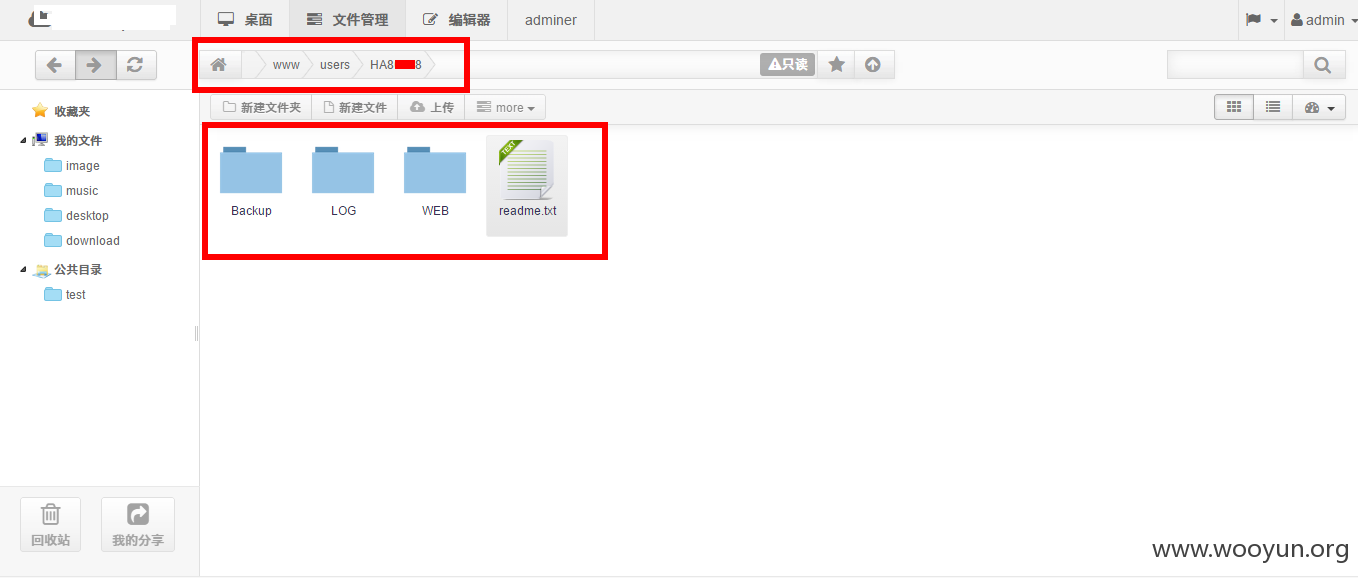 桌面 文件管理 编辑器 adminer admin
www users HA8 8 只读
收藏夹
我的文件
image
music
desktop
download
公共目录
test
回收站 我的分享
新建文件夹 新建文件 上传 more
Backup LOG WEB readme.txt
TEXT
www.wooyun.org